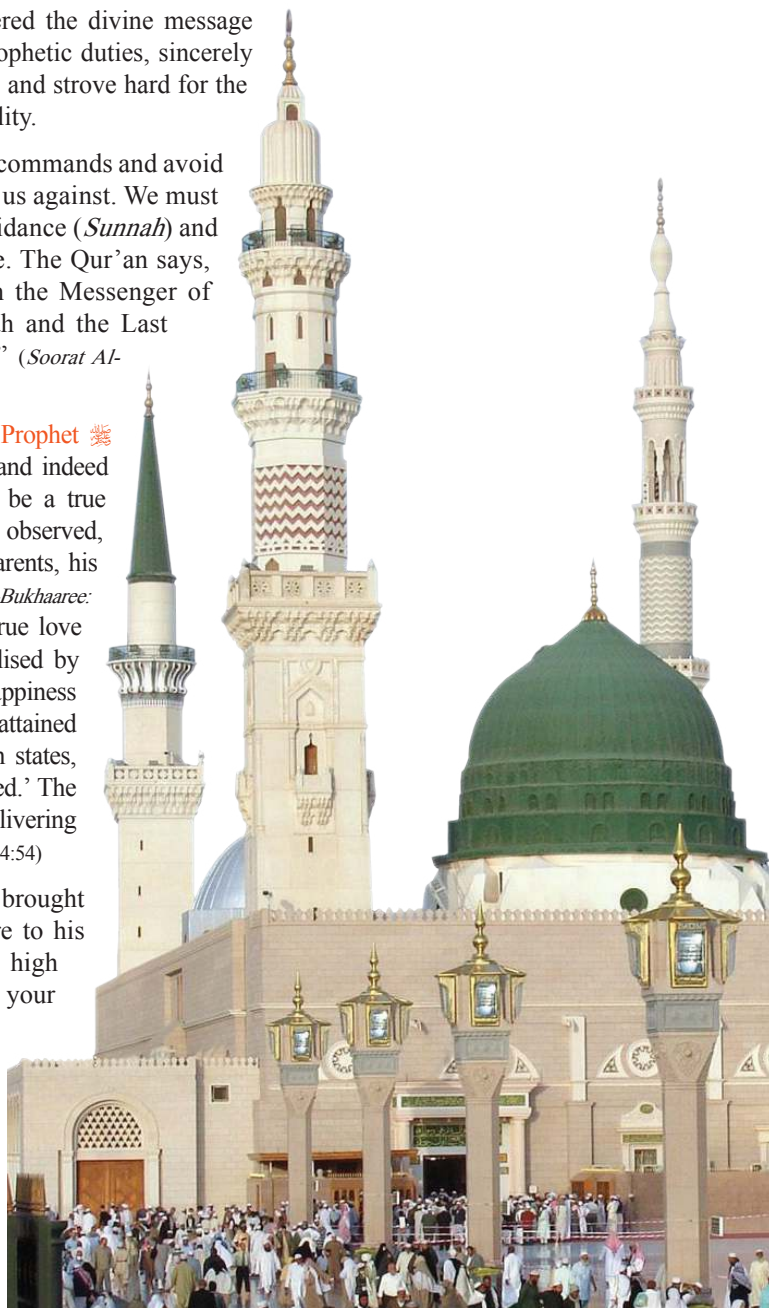 ered the divine message
ophetic duties, sincerely
and strove hard for the
lity.
commands and avoid
us against. We must
idance (Sunnah) and
e. The Qur’an says,
n the Messenger of
h and the Last
” (Soorat Al-
Prophet ﷺ
and indeed
be a true
observed,
arents, his
Bukhaaree:
rue love
lised by
appiness
attained
n states,
ed.’ The
livering
4:54)
brought
e to his
high
your